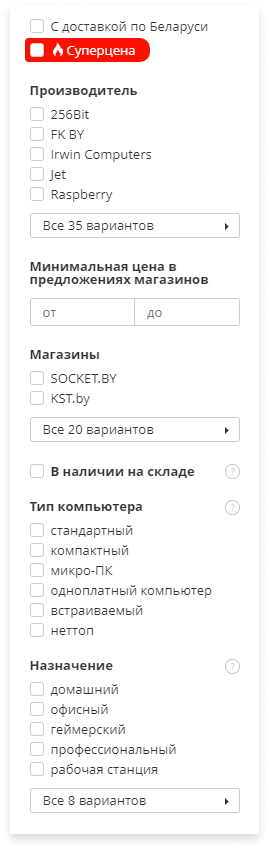 С доставкой по Беларуси
Суперцена
Производитель
256Bit
FK BY
Irwin Computers
Jet
Raspberry
Все 35 вариантов
Минимальная цена в
предложениях магазинов
от
до
Магазины
SOCKET.BY
KST.by
Все 20 вариантов
В наличии на складе ?
Тип компьютера ?
стандартный
компактный
микро-ПК
одноплатный компьютер
встраиваемый
неттоп
Назначение ?
домашний
офисный
геймерский
профессиональный
рабочая станция
Все 8 вариантов